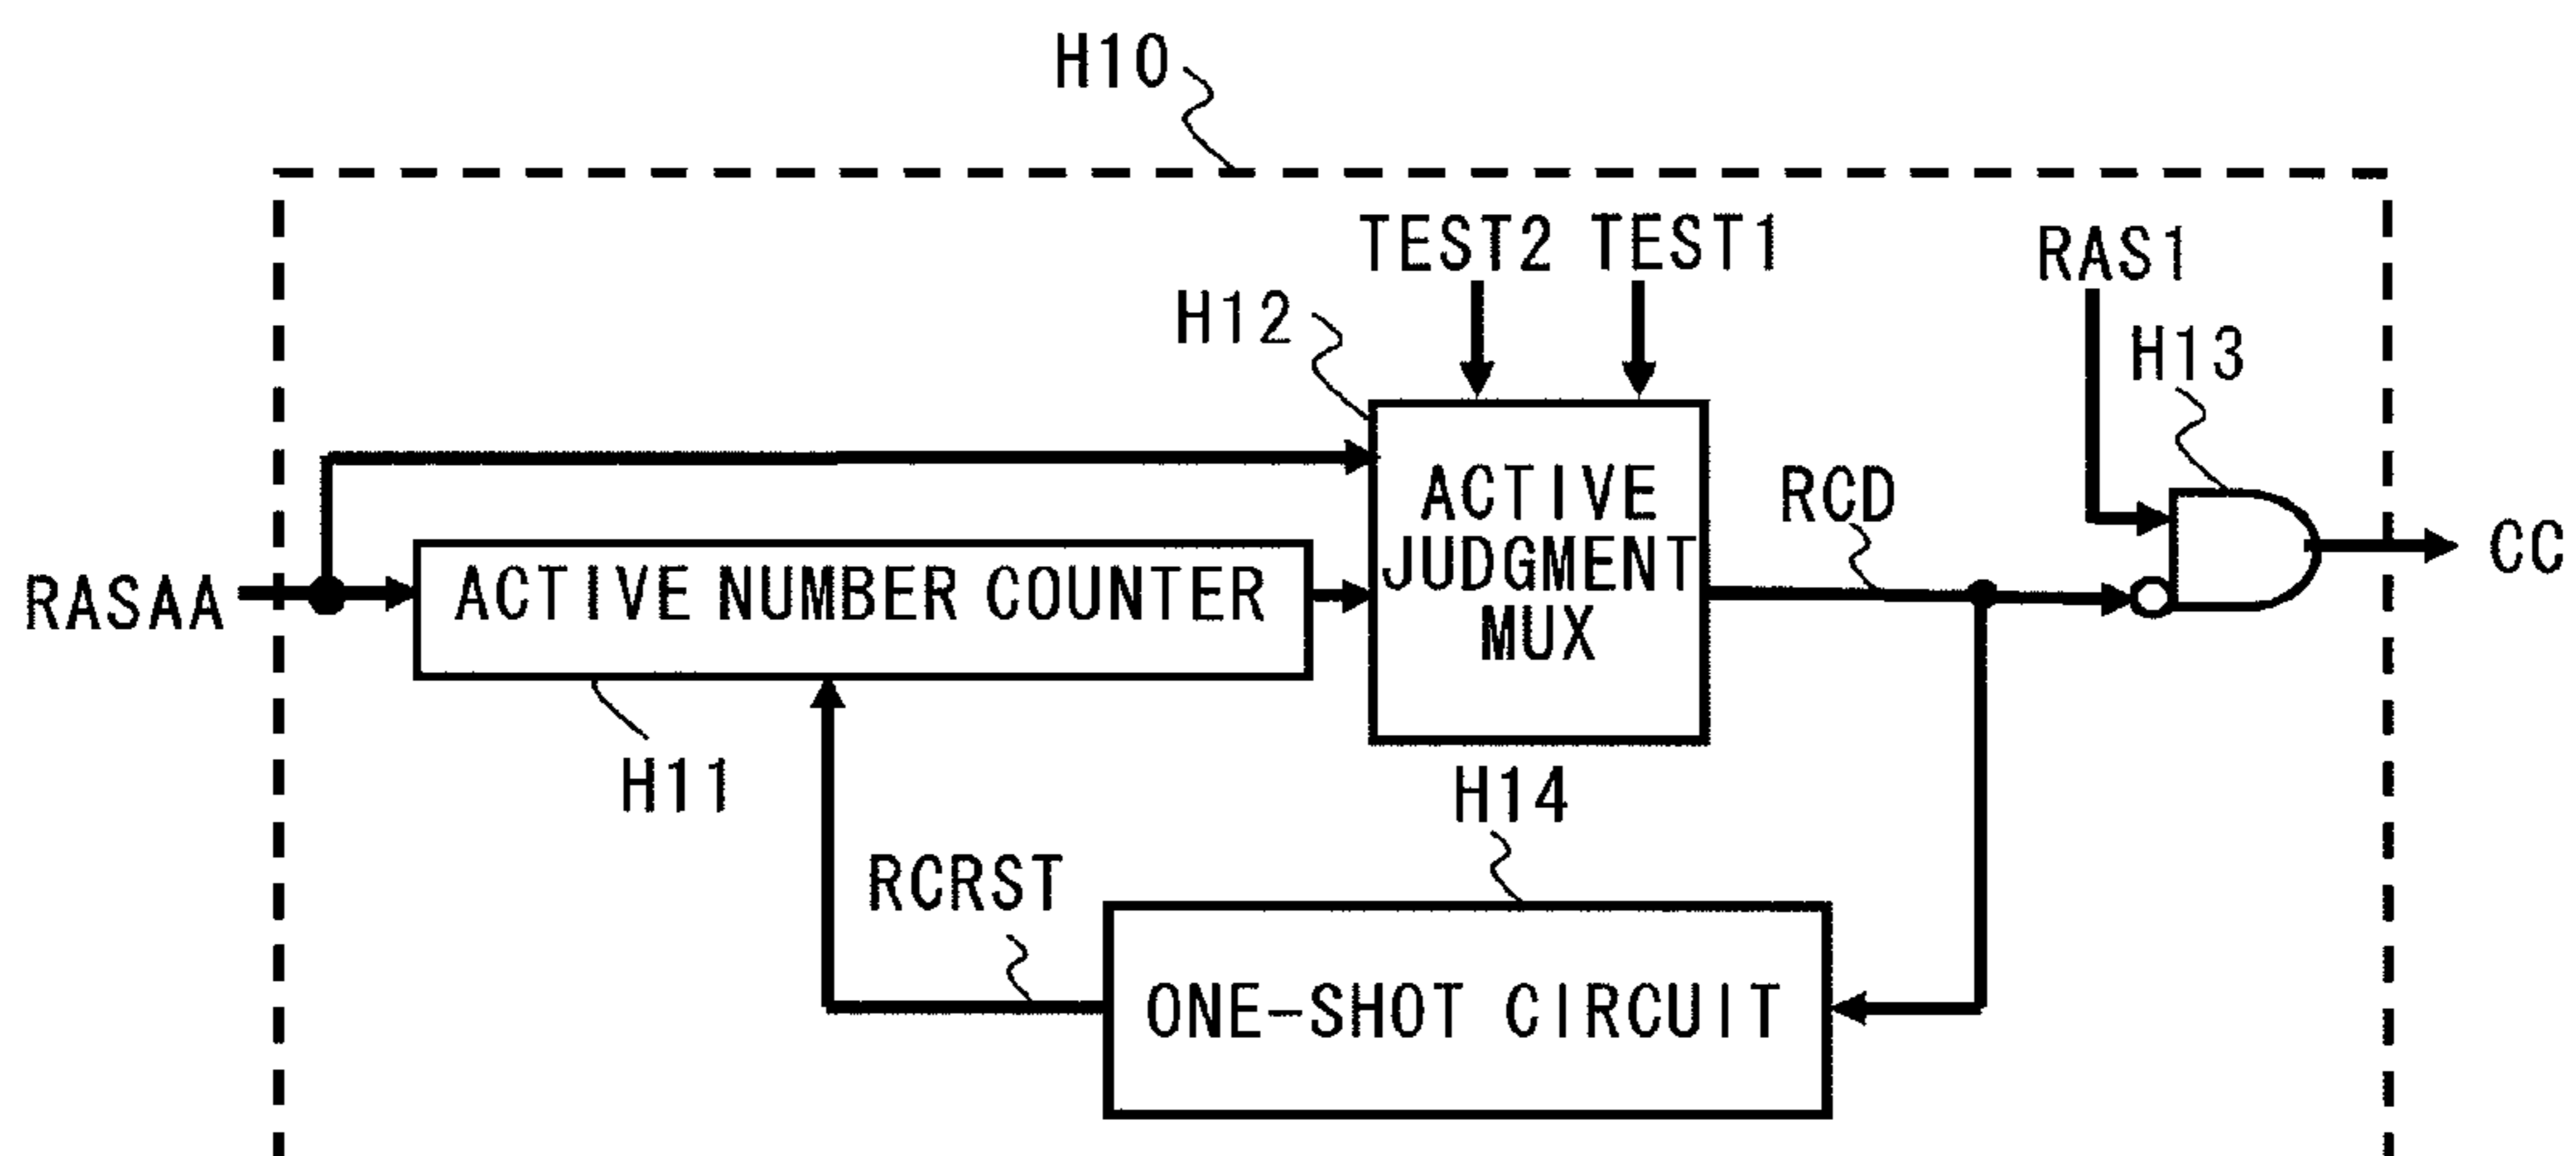 H10
TEST2 TEST1
RAS1
H12
H13
ACTIVE
JUDGMENT
MUX
RCD
CC
RASAA
ACTIVE NUMBER COUNTER
H11
H14
RCRST
ONE-SHOT CIRCUIT